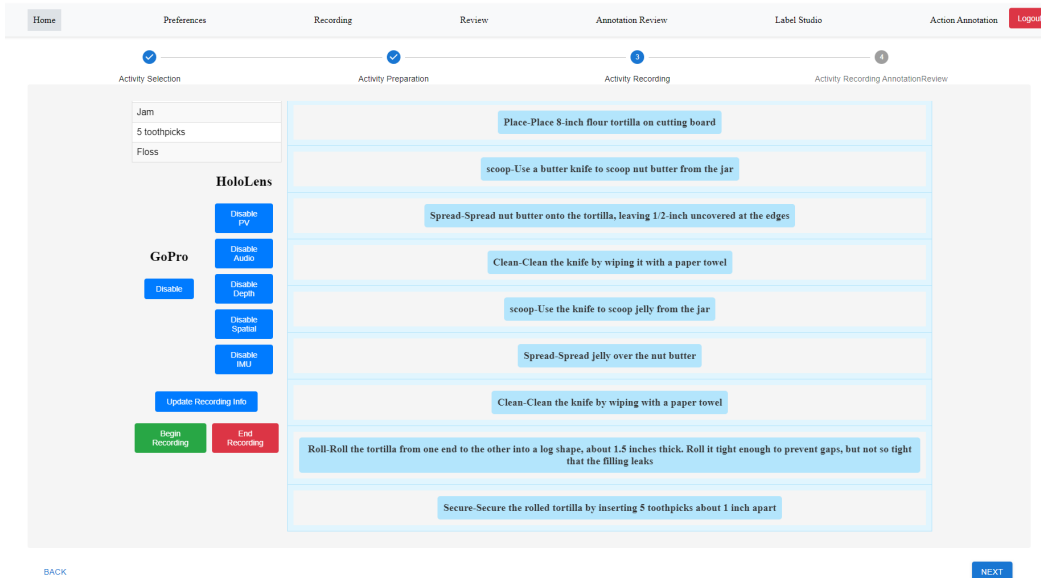 Home
Preferences
Recording
Review
Annotation Review
Label Studio
Action Annotation
Logout
Activity Selection
Activity Preparation
3
Activity Recording
4
Activity Recording AnnotationReview
Jam
5 toothpicks
Floss
HoloLens
Disable
PV
Disable
Audio
Disable
Depth
Disable
Spatial
Disable
IMU
GoPro
Disable
Update Recording Info
Begin
Recording
End
Recording
Place-Place 8-inch flour tortilla on cutting board
scoop-Use a butter knife to scoop nut butter from the jar
Spread-Spread nut butter onto the tortilla, leaving 1/2-inch uncovered at the edges
Clean-Clean the knife by wiping it with a paper towel
scoop-Use the knife to scoop jelly from the jar
Spread-Spread jelly over the nut butter
Clean-Clean the knife by wiping with a paper towel
Roll-Roll the tortilla from one end to the other into a log shape, about 1.5 inches thick. Roll it tight enough to prevent gaps, but not so tight
that the filling leaks
Secure-Secure the rolled tortilla by inserting 5 toothpicks about 1 inch apart
BACK
NEXT